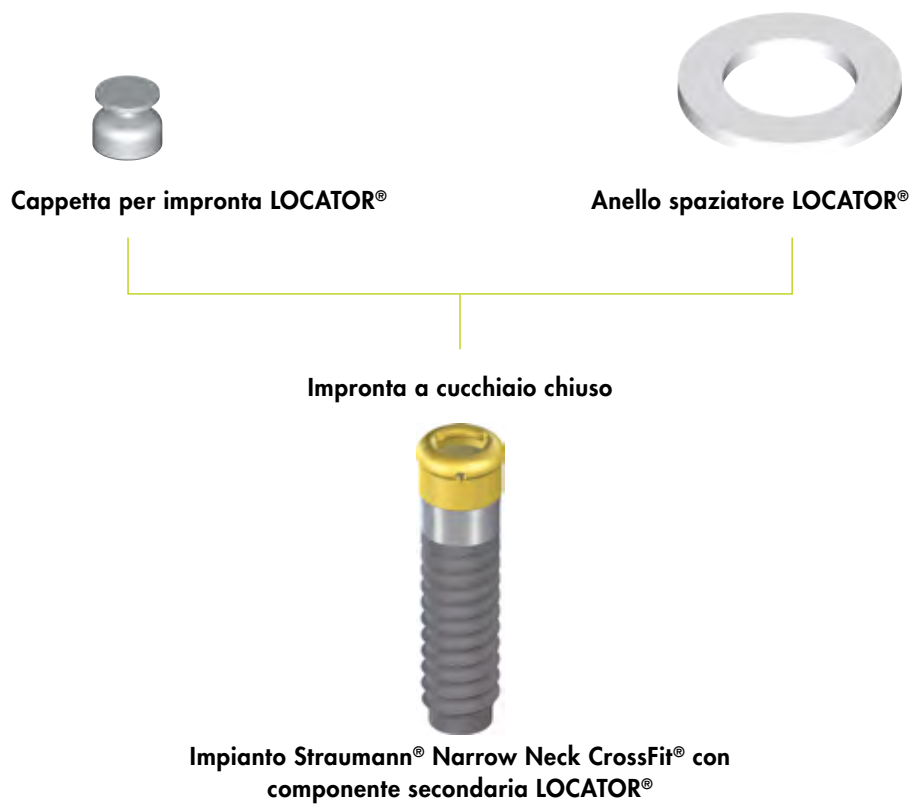 Cappetta per impronta LOCATOR®
Anello spaziatore LOCATOR®
Impronta a cucchiaio chiuso
Impianto Straumann® Narrow Neck CrossFit® con
componente secondaria LOCATOR®